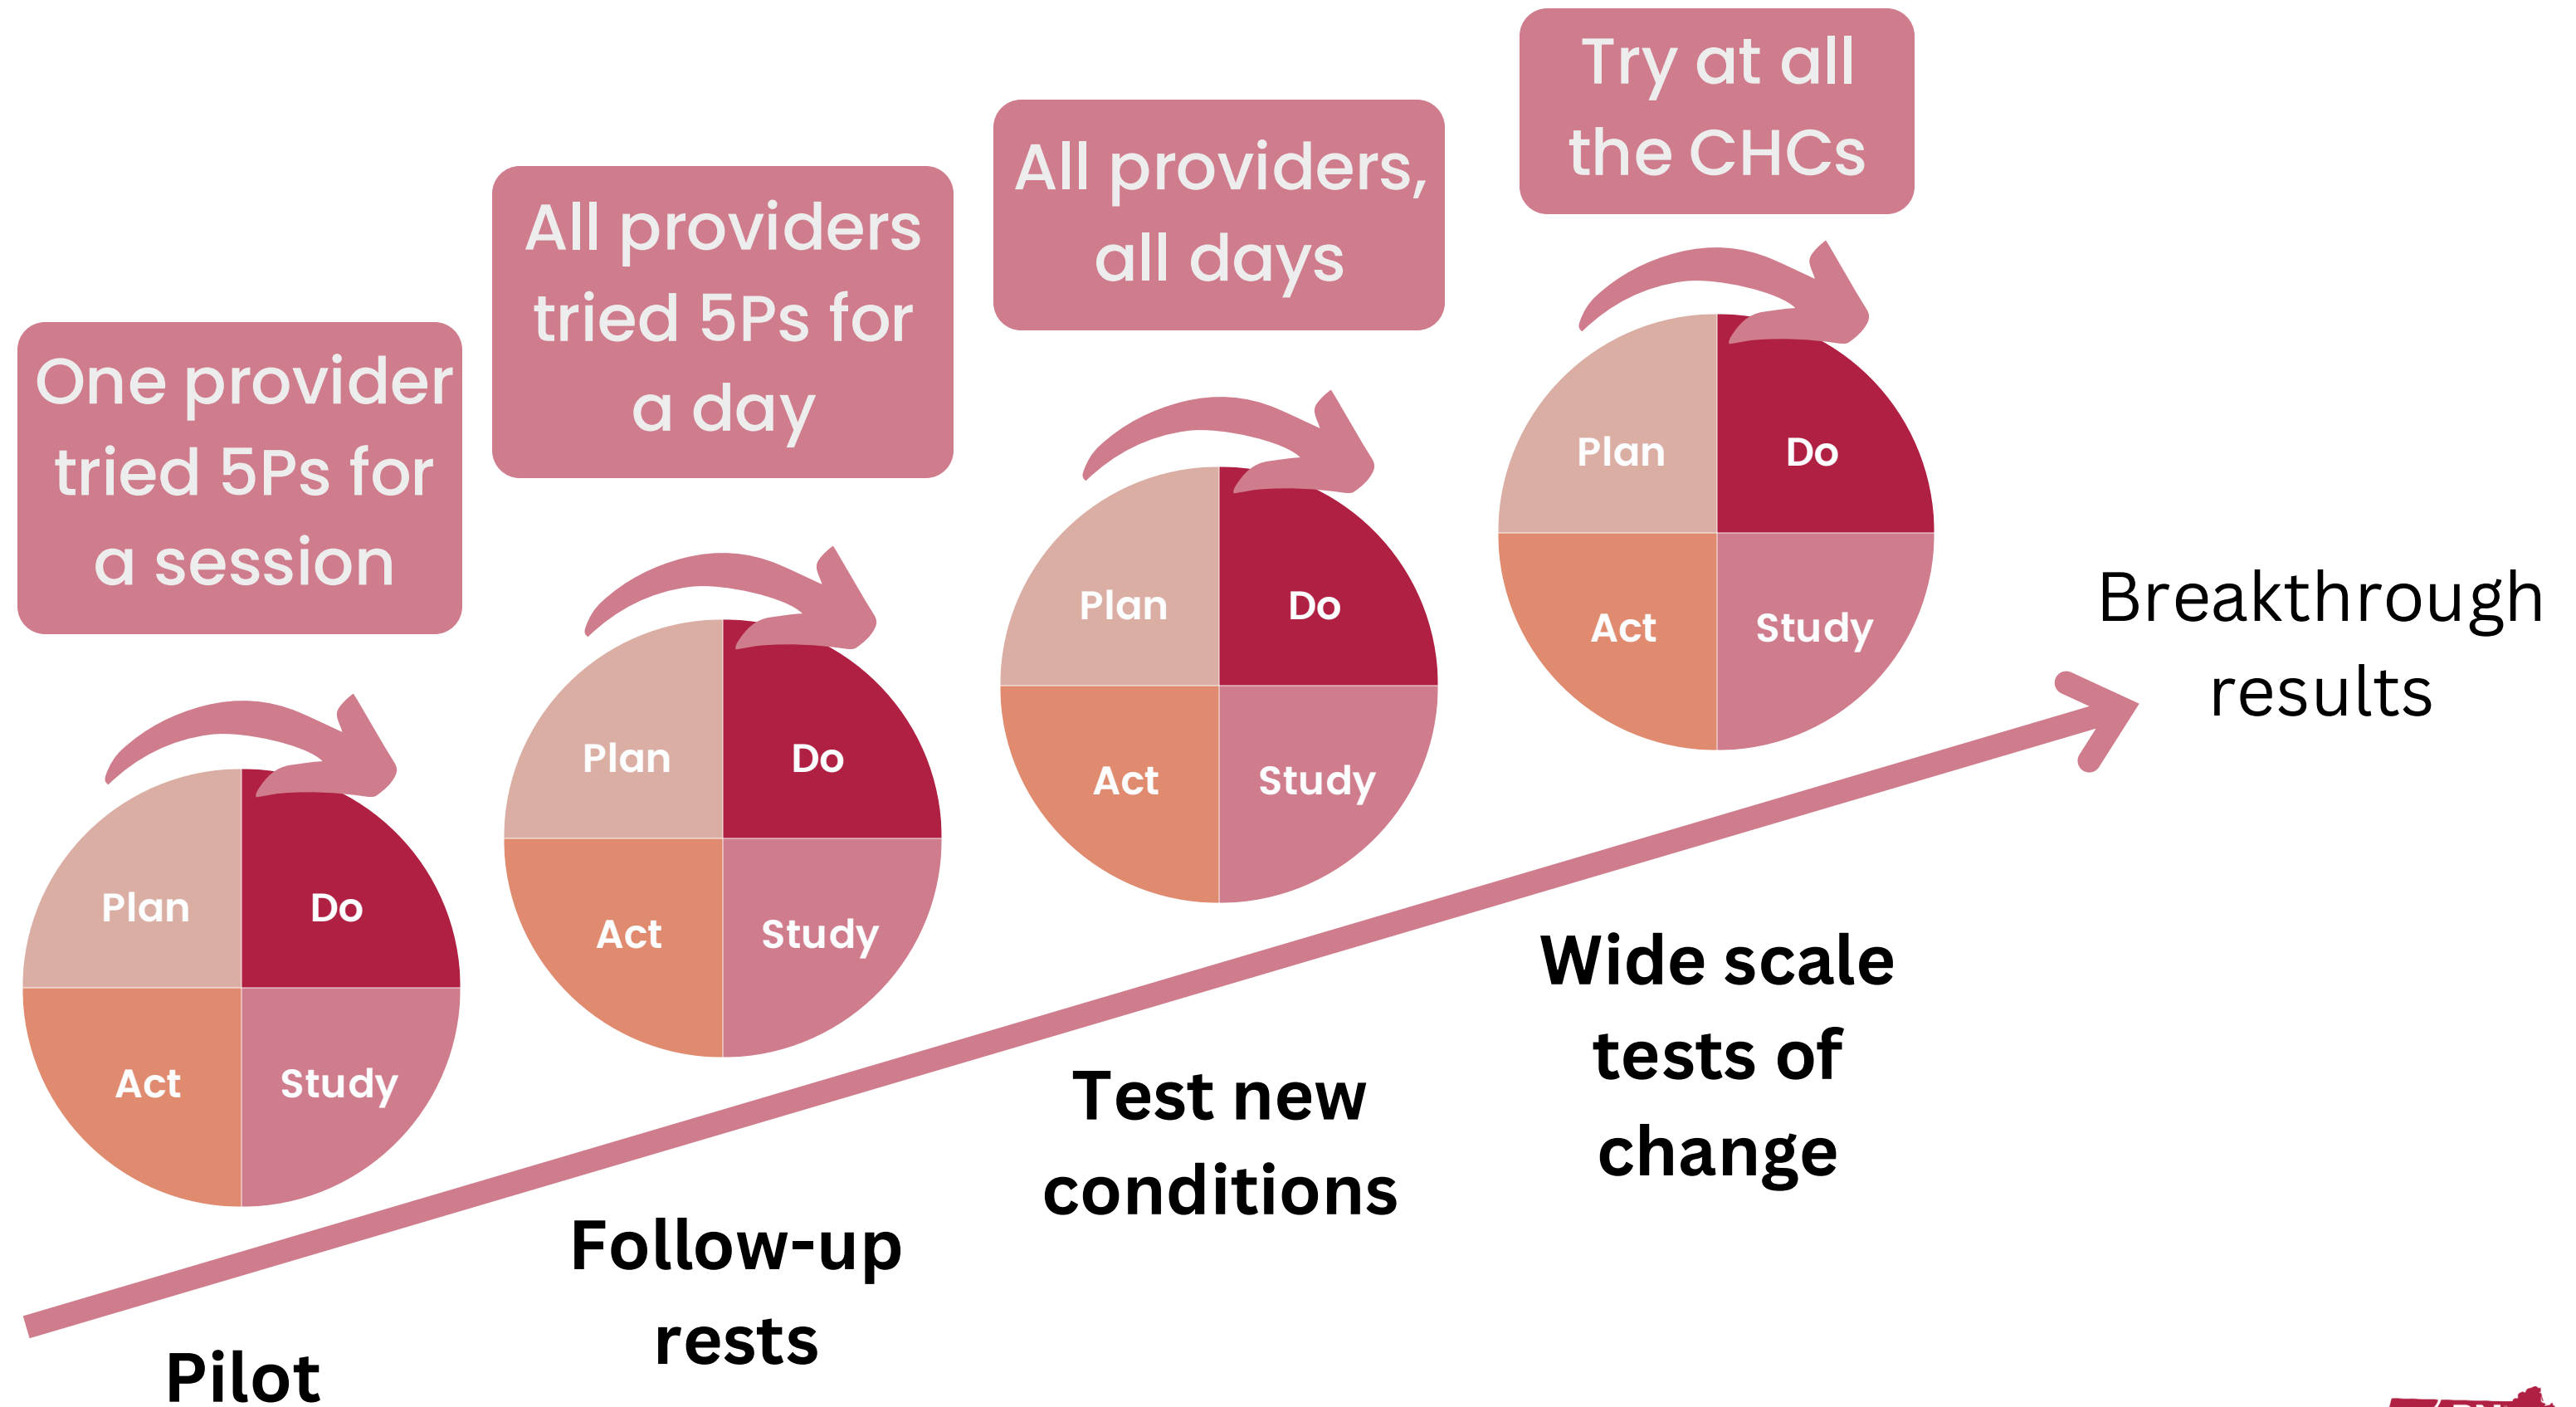 One provider
tried 5Ps for
a session
All providers
tried 5Ps for
a day
All providers,
all days
Try at all
the CHCs
Plan
Do
Act
Study
Plan
Do
Act
Study
Plan
Do
Act
Study
Plan
Do
Act
Study
Breakthrough
results
Pilot
Follow-up
rests
Test new
conditions
Wide scale
tests of
change